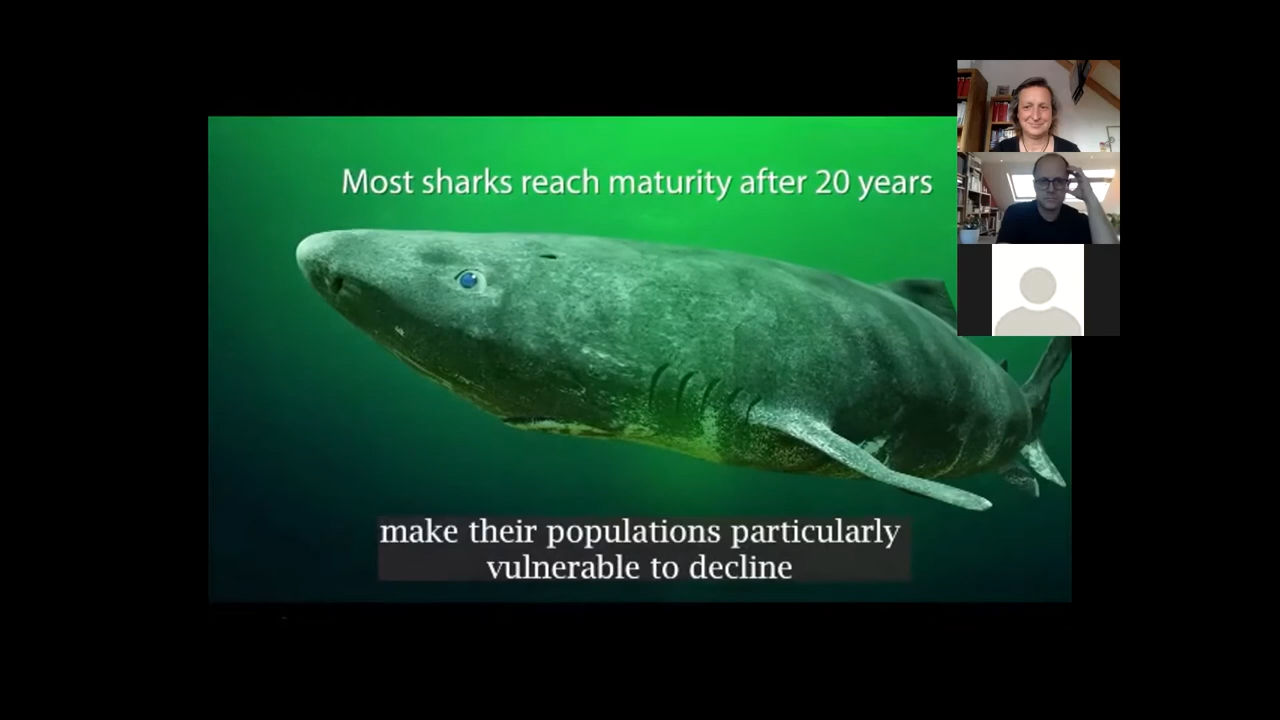 Most sharks reach maturity after 20 years
make their populations particularly
vulnerable to decline